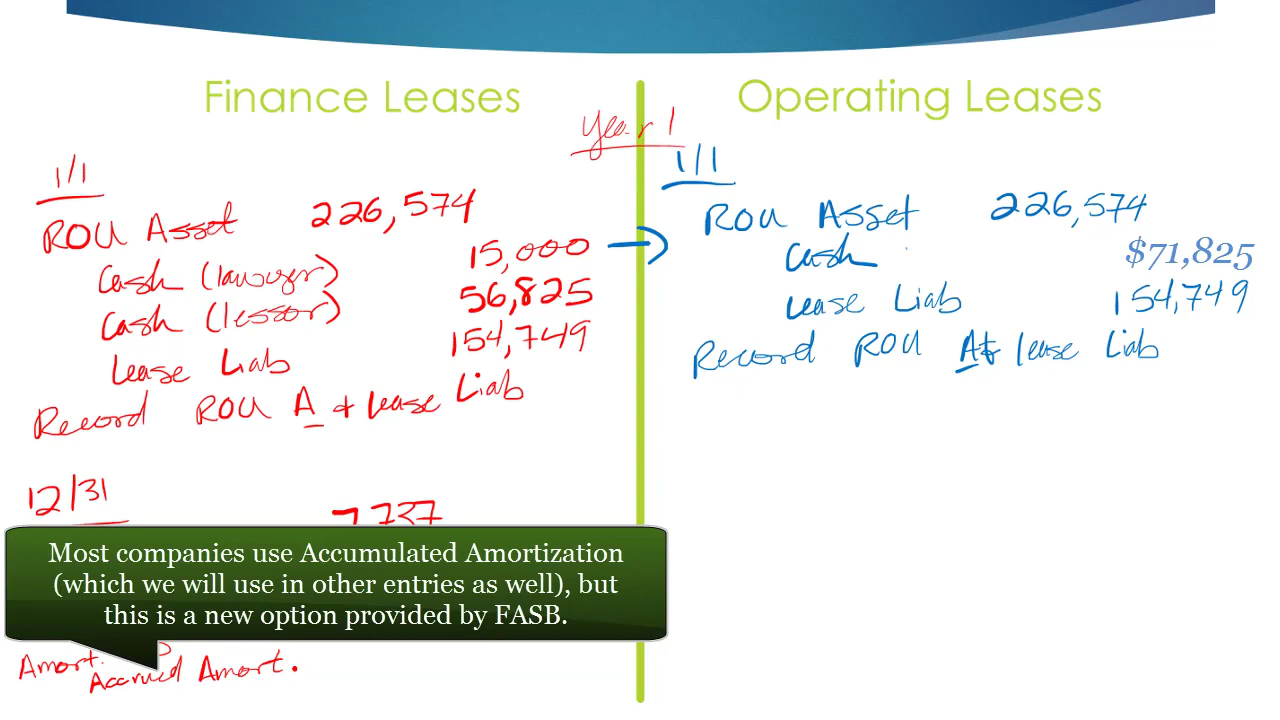 Finance Leases
Operating Leases
Year 1
1/1
ROU Asset 226,574
Cash (lawyer) 15,000
Cash (lessor) 56,825
Lease Liab 154,749
Record ROU A + Lease Liab
12/31
7,737
Most companies use Accumulated Amortization
(which we will use in other entries as well), but
this is a new option provided by FASB.
Amort.
Accrued Amort.
1/1
ROU Asset 226,574
Cash $71,825
Lease Liab 154,749
Record ROU A + lease Liab